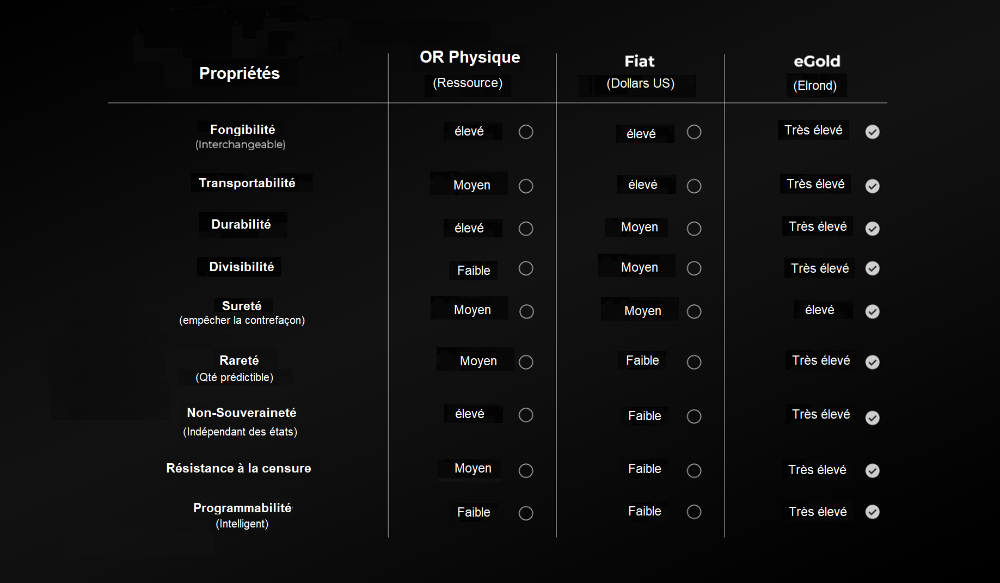 Propriétés
OR Physique
(Ressource)
Fiat
(Dollars US)
eGold
(Elrond)
Fongibilité
(Interchangeable)
élevé
élevé
Très élevé
Transportabilité
Moyen
élevé
Très élevé
Durabilité
élevé
Moyen
Très élevé
Divisibilité
Faible
Moyen
Très élevé
Sureté
(empêcher la contrefaçon)
Moyen
Moyen
élevé
Rareté
(Qté prédictible)
Moyen
Faible
Très élevé
Non-Souveraineté
(Indépendant des états)
élevé
Faible
Très élevé
Résistance à la censure
Moyen
Faible
Très élevé
Programmabilité
(Intelligent)
Faible
Faible
Très élevé